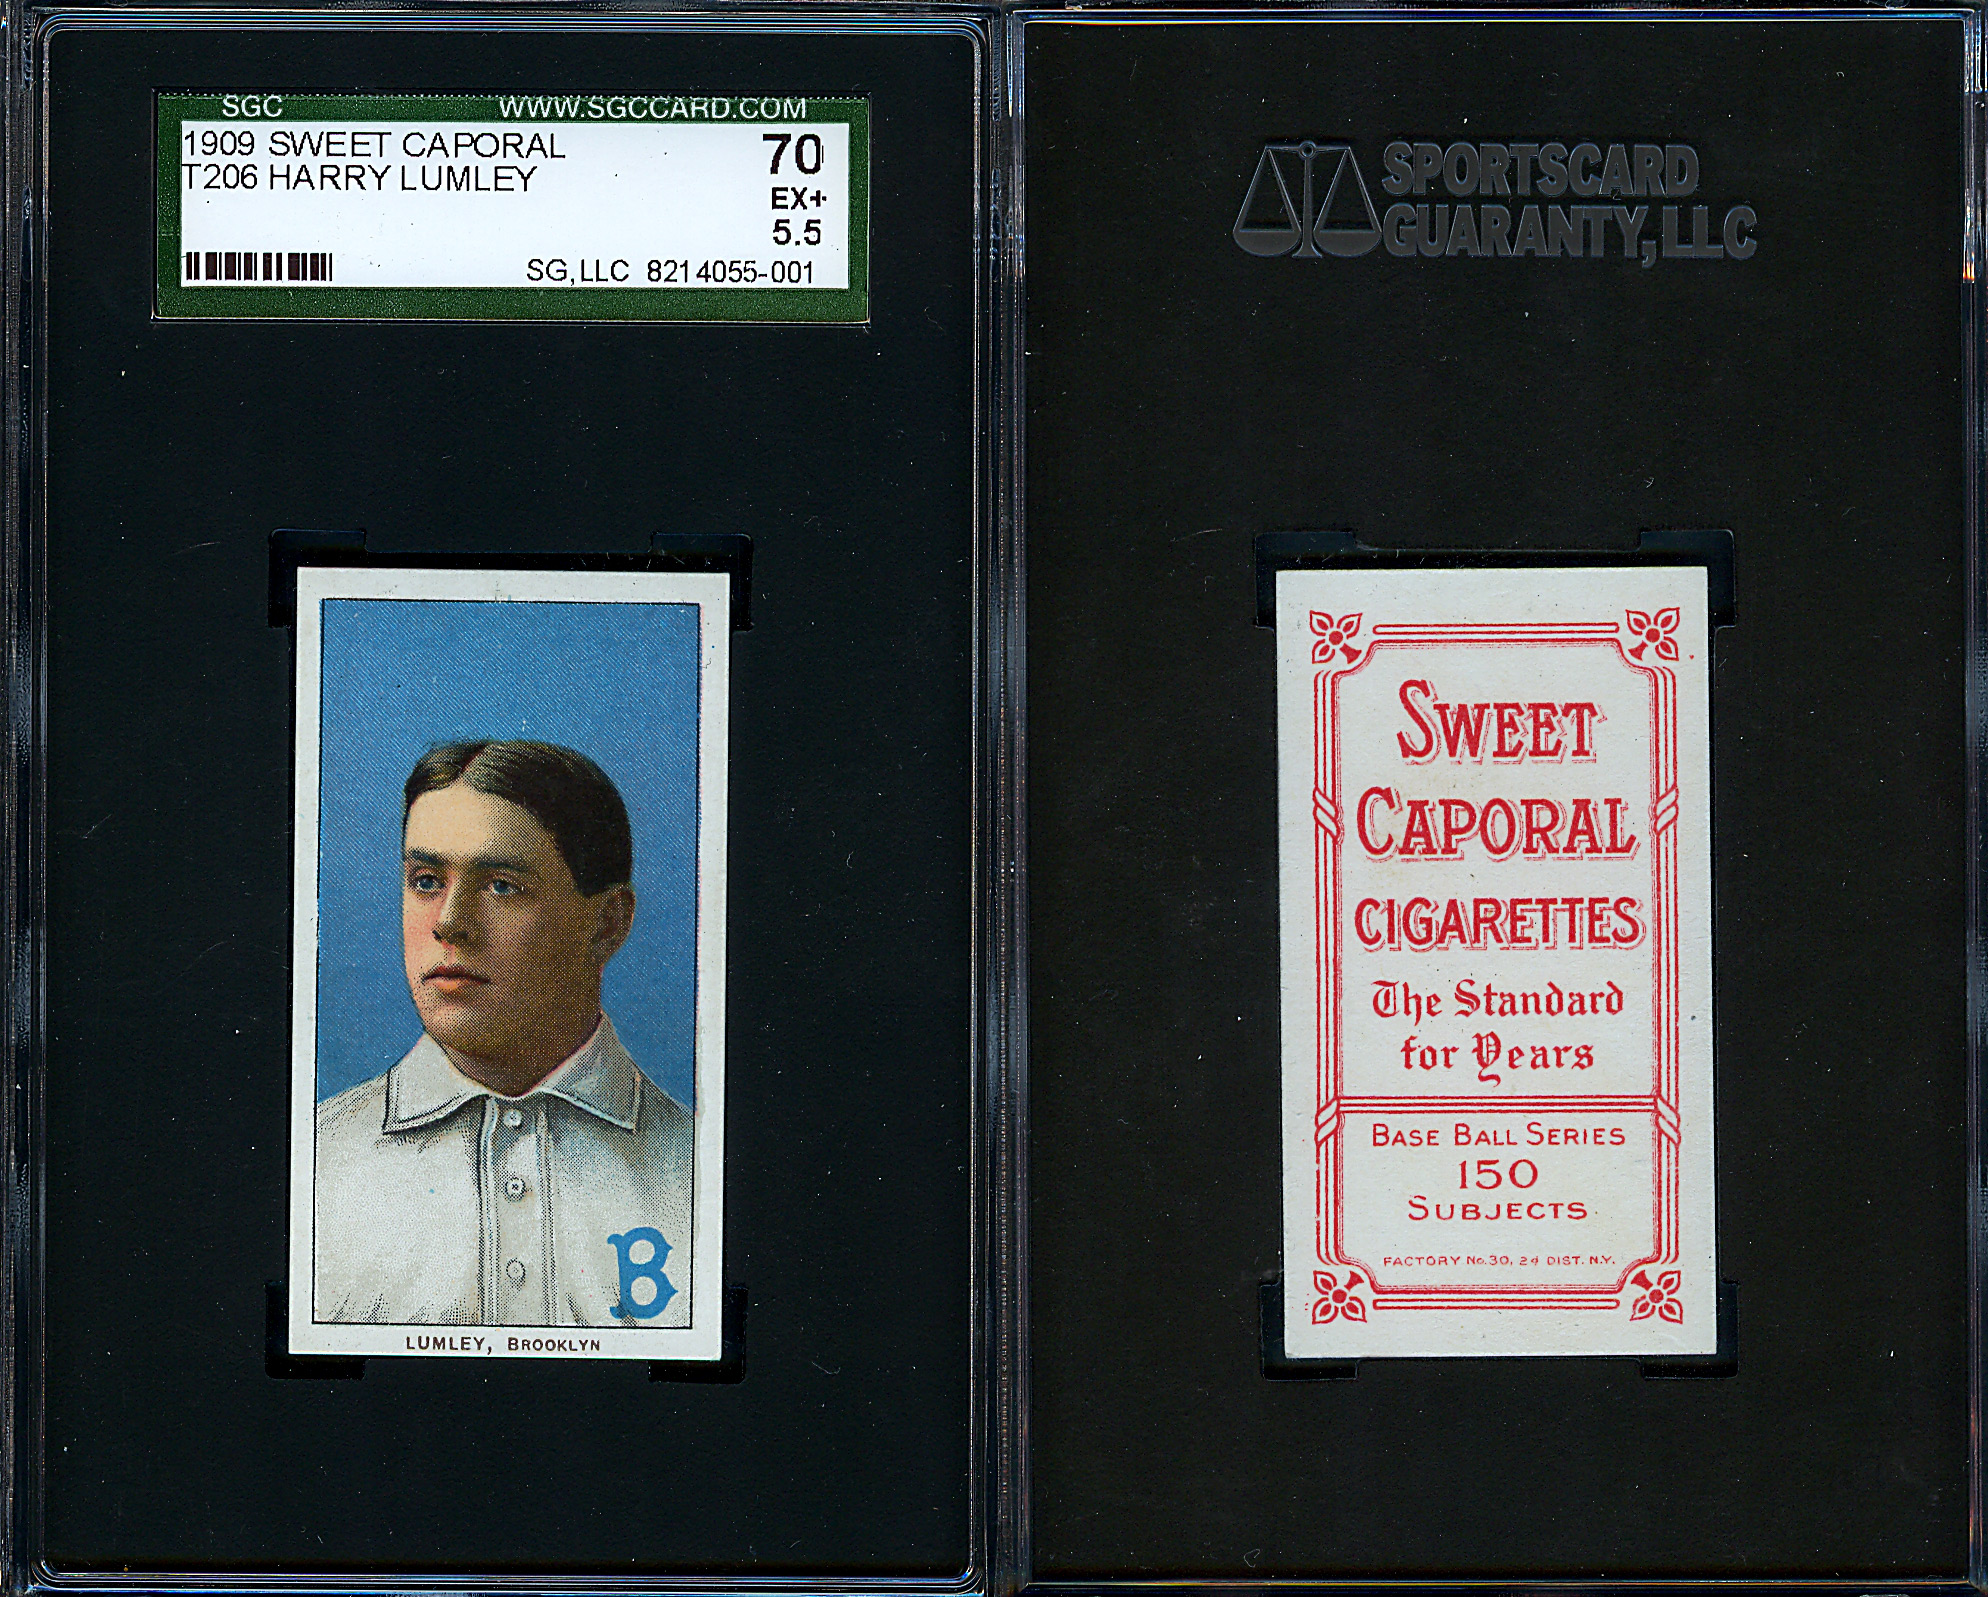 SGC WWW.SGCCARD.COM
1909 SWEET CAPORAL 70
T206 HARRY LUMLEY EX+
5.5
SG,LLC 8214055-001
LUMLEY, BROOKLYN
B
SPORTSCARD
GUARANTY, LLC
SWEET
CAPORAL
CIGARETTES
The Standard
for Years
BASE BALL SERIES
150
SUBJECTS
FACTORY No. 30, 2d DIST. N.Y.